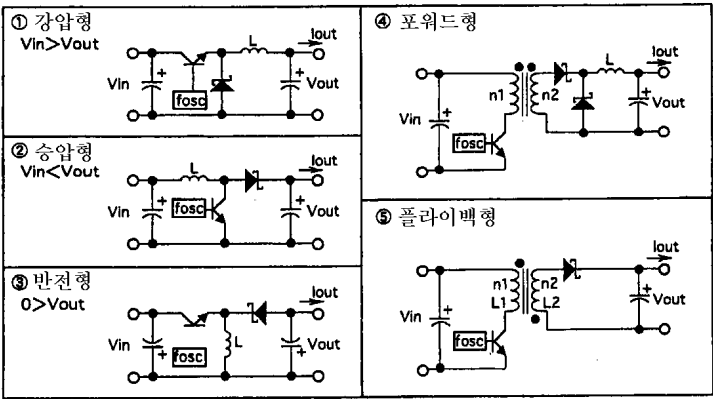 ① 강압형
Vin>Vout
L
Iout
Vin
+
fosc
+
Vout
② 승압형
Vin<Vout
L
Iout
Vin
+
fosc
+
Vout
③ 반전형
0>Vout
Iout
Vin
+
fosc
L
+
Vout
④ 포워드형
Iout
L
n1
n2
Vin
+
fosc
+
Vout
⑤ 플라이백형
Iout
n1
n2
L1
L2
Vin
+
fosc
+
Vout